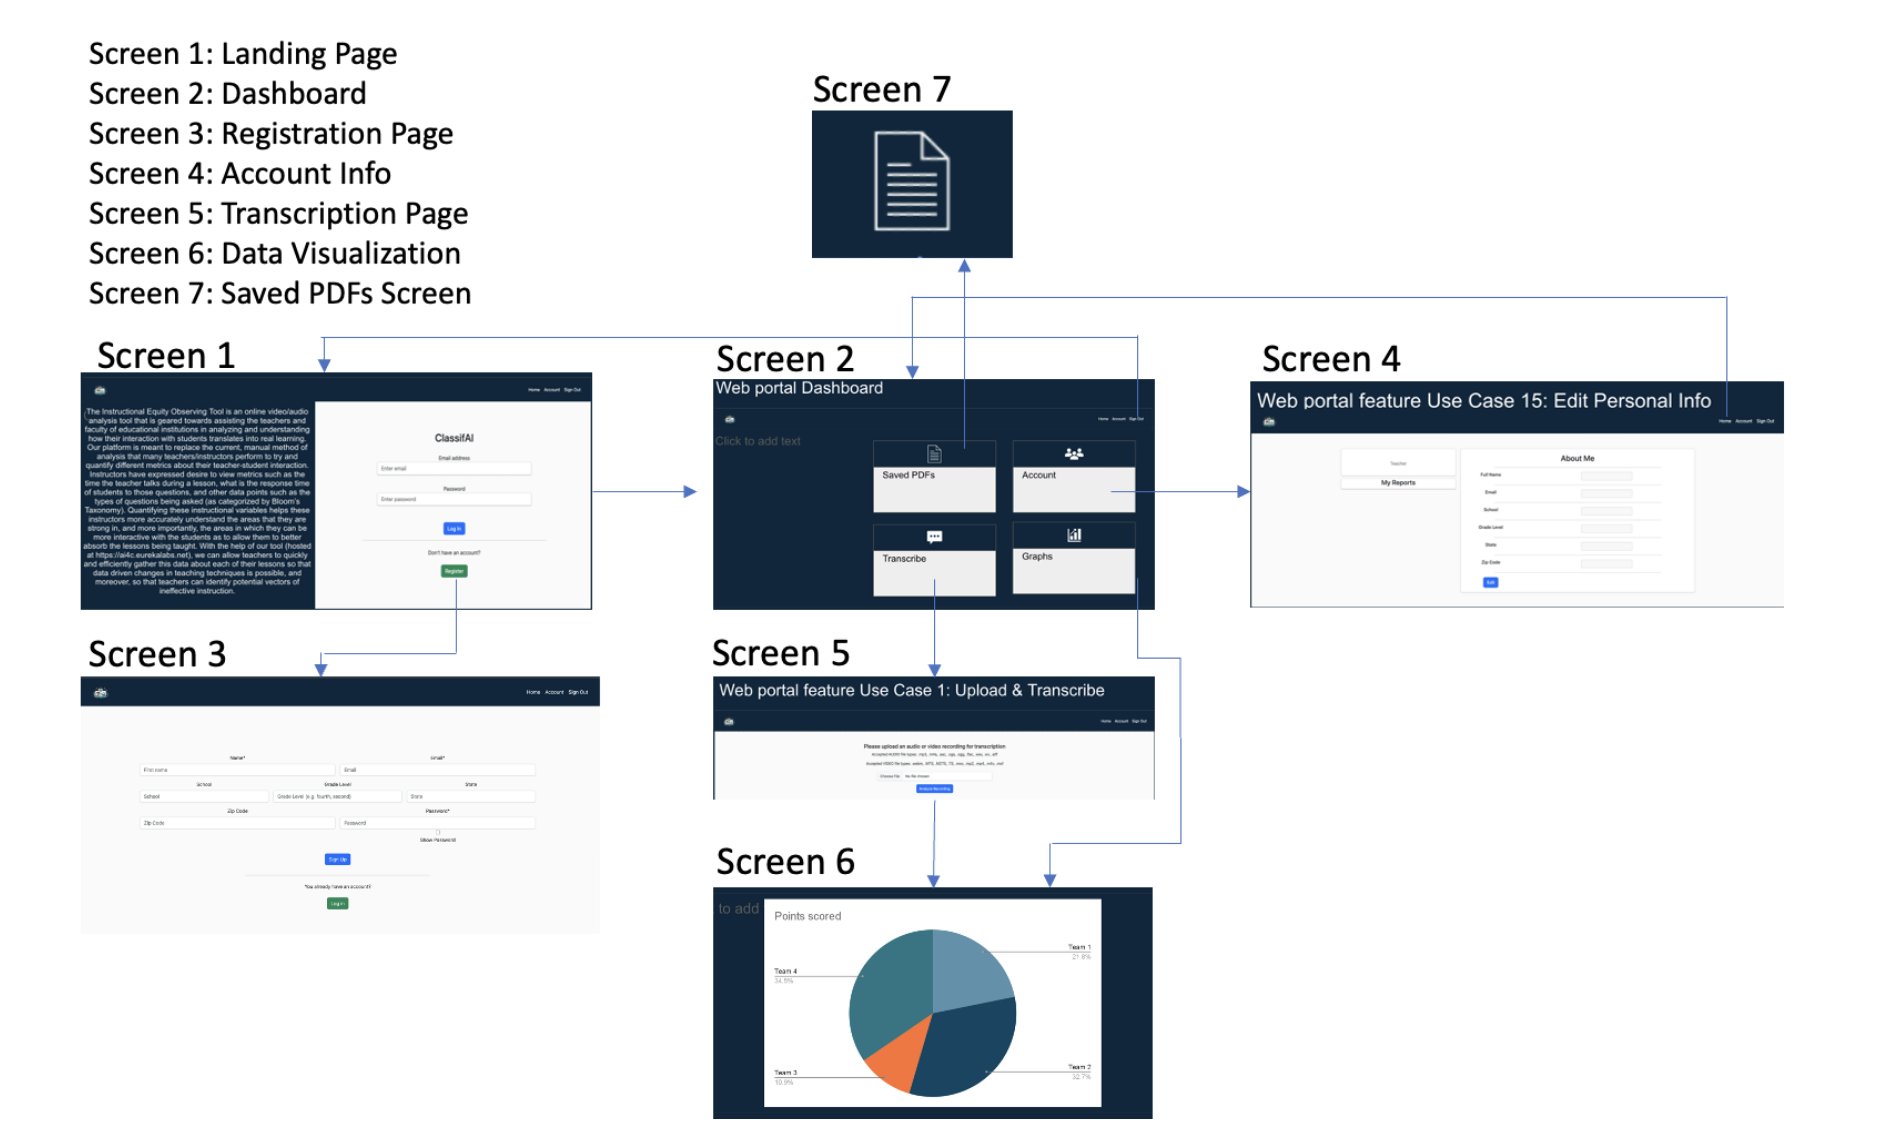 Screen 1: Landing Page
Screen 2: Dashboard
Screen 3: Registration Page
Screen 4: Account Info
Screen 5: Transcription Page
Screen 6: Data Visualization
Screen 7: Saved PDFs Screen
Screen 7
Screen 1
Home Account Sign Out
The Instructional Equity Observing Tool is an online video/audio
analysis tool that is geared towards assisting the teachers and
faculty of educational institutions in analyzing and understanding
how their interaction with students translates into real learning.
Our platform is meant to replace the current, manual method of
analysis that many teachers/instructors perform to try and
quantify different metrics about their teacher-student interaction.
Instructors have expressed desire to view metrics such as the
time the teacher talks during a lesson, what is the response time
of students to those questions, and other data points such as the
types of questions being asked (as categorized by Bloom's
Taxonomy). Quantifying these instructional variables helps these
instructors more accurately understand the areas that they are
strong in, and more importantly, the areas in which they can be
more interactive with the students as to allow them to better
absorb the lessons being taught. With the help of our tool (hosted
at https://ai4c.eurekalabs.net), we can allow teachers to quickly
and efficiently gather this data about each of their lessons so that
data driven changes in teaching techniques is possible, and
moreover, so that teachers can identify potential vectors of
ineffective instruction.
ClassifAI
Email address
Enter email
Password
Enter password
Log In
Don't have an account?
Register
Screen 2
Web portal Dashboard
Home Account Sign Out
Click to add text
Saved PDFs
Account
Transcribe
Graphs
Screen 4
Web portal feature Use Case 15: Edit Personal Info
Home Account Sign Out
Teacher
My Reports
About Me
Full Name
Email
School
Grade Level
State
Zip Code
Edit
Screen 3
Home Account Sign Out
Name*
Email*
First name
Email
School
Grade Level
State
School
Grade Level (e.g. fourth, second)
State
Zip Code
Password*
Zip Code
Password
Show Password
Sign Up
*You already have an account?
Log In
Screen 5
Web portal feature Use Case 1: Upload & Transcribe
Home Account Sign Out
Please upload an audio or video recording for transcription
Accepted AUDIO file types:
Accepted VIDEO file types:
Choose File No file chosen
Analyze Recording
Screen 6
to add
Points scored
Team 1
21.8%
Team 4
34.5%
Team 3
10.9%
Team 2
32.7%